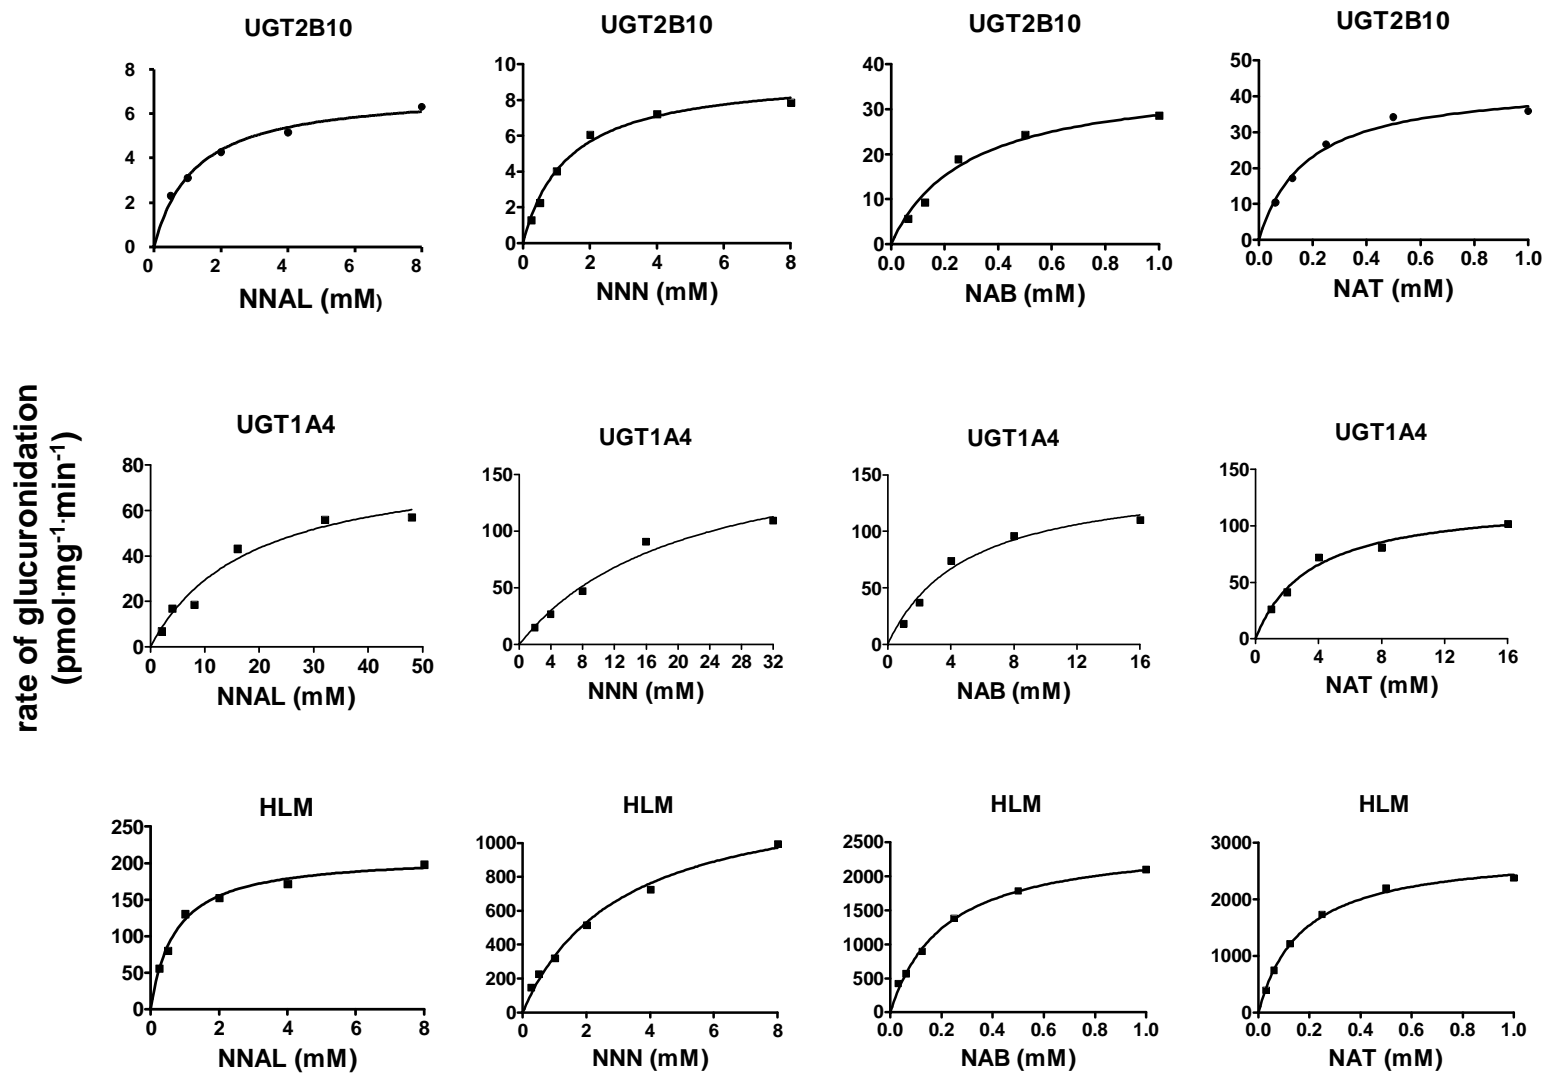 UGT2B10
8
6
4
2
0
0 2 4 6 8
NNAL (mM)
UGT2B10
10
8
6
4
2
0
0 2 4 6 8
NNN (mM)
UGT2B10
40
30
20
10
0
0.0 0.2 0.4 0.6 0.8 1.0
NAB (mM)
UGT2B10
50
40
30
20
10
0
0.0 0.2 0.4 0.6 0.8 1.0
NAT (mM)
rate of glucuronidation
(pmol·mg⁻¹·min⁻¹)
UGT1A4
80
60
40
20
0
0 10 20 30 40 50
NNAL (mM)
UGT1A4
150
100
50
0
0 4 8 12 16 20 24 28 32
NNN (mM)
UGT1A4
150
100
50
0
0 4 8 12 16
NAB (mM)
UGT1A4
150
100
50
0
0 4 8 12 16
NAT (mM)
HLM
250
200
150
100
50
0
0 2 4 6 8
NNAL (mM)
HLM
1000
800
600
400
200
0
0 2 4 6 8
NNN (mM)
HLM
2500
2000
1500
1000
500
0
0.0 0.2 0.4 0.6 0.8 1.0
NAB (mM)
HLM
3000
2000
1000
0
0.0 0.2 0.4 0.6 0.8 1.0
NAT (mM)